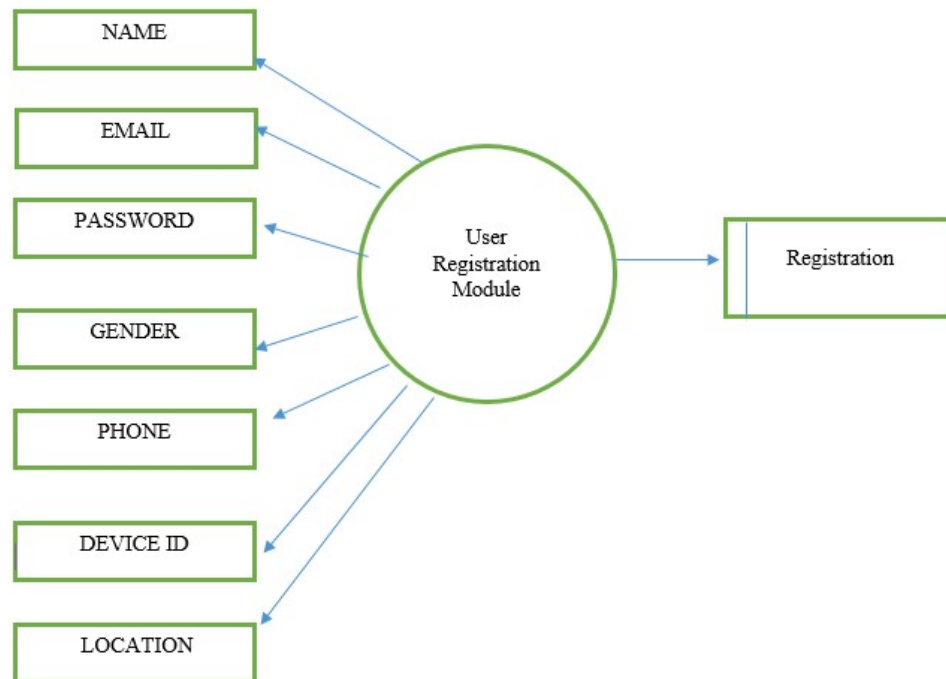 NAME
EMAIL
PASSWORD
GENDER
PHONE
DEVICE ID
LOCATION
User
Registration
Module
Registration